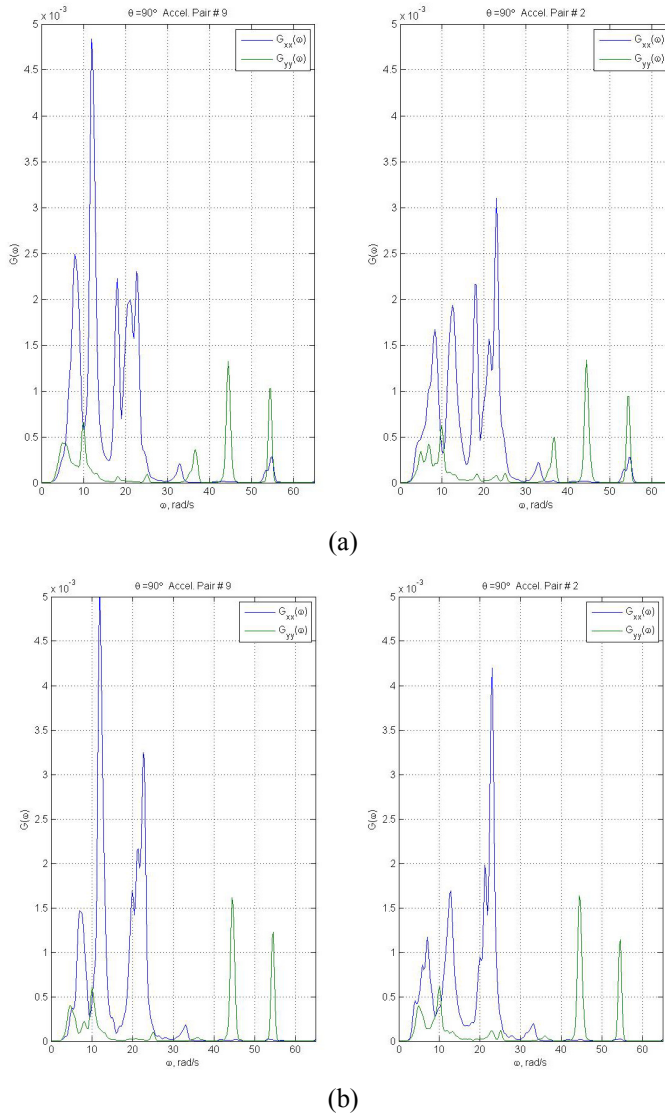 θ =90° Accel. Pair # 9
x 10⁻³
G_xx(ω)
G_yy(ω)
5
4.5
4
3.5
3
2.5
2
1.5
1
0.5
0
G(ω)
0 10 20 30 40 50 60
ω, rad/s
θ =90° Accel. Pair # 2
x 10⁻³
G_xx(ω)
G_yy(ω)
5
4.5
4
3.5
3
2.5
2
1.5
1
0.5
0
G(ω)
0 10 20 30 40 50 60
ω, rad/s
(a)
θ =90° Accel. Pair # 9
x 10⁻³
G_xx(ω)
G_yy(ω)
5
4.5
4
3.5
3
2.5
2
1.5
1
0.5
0
G(ω)
0 10 20 30 40 50 60
ω, rad/s
θ =90° Accel. Pair # 2
x 10⁻³
G_xx(ω)
G_yy(ω)
5
4.5
4
3.5
3
2.5
2
1.5
1
0.5
0
G(ω)
0 10 20 30 40 50 60
ω, rad/s
(b)